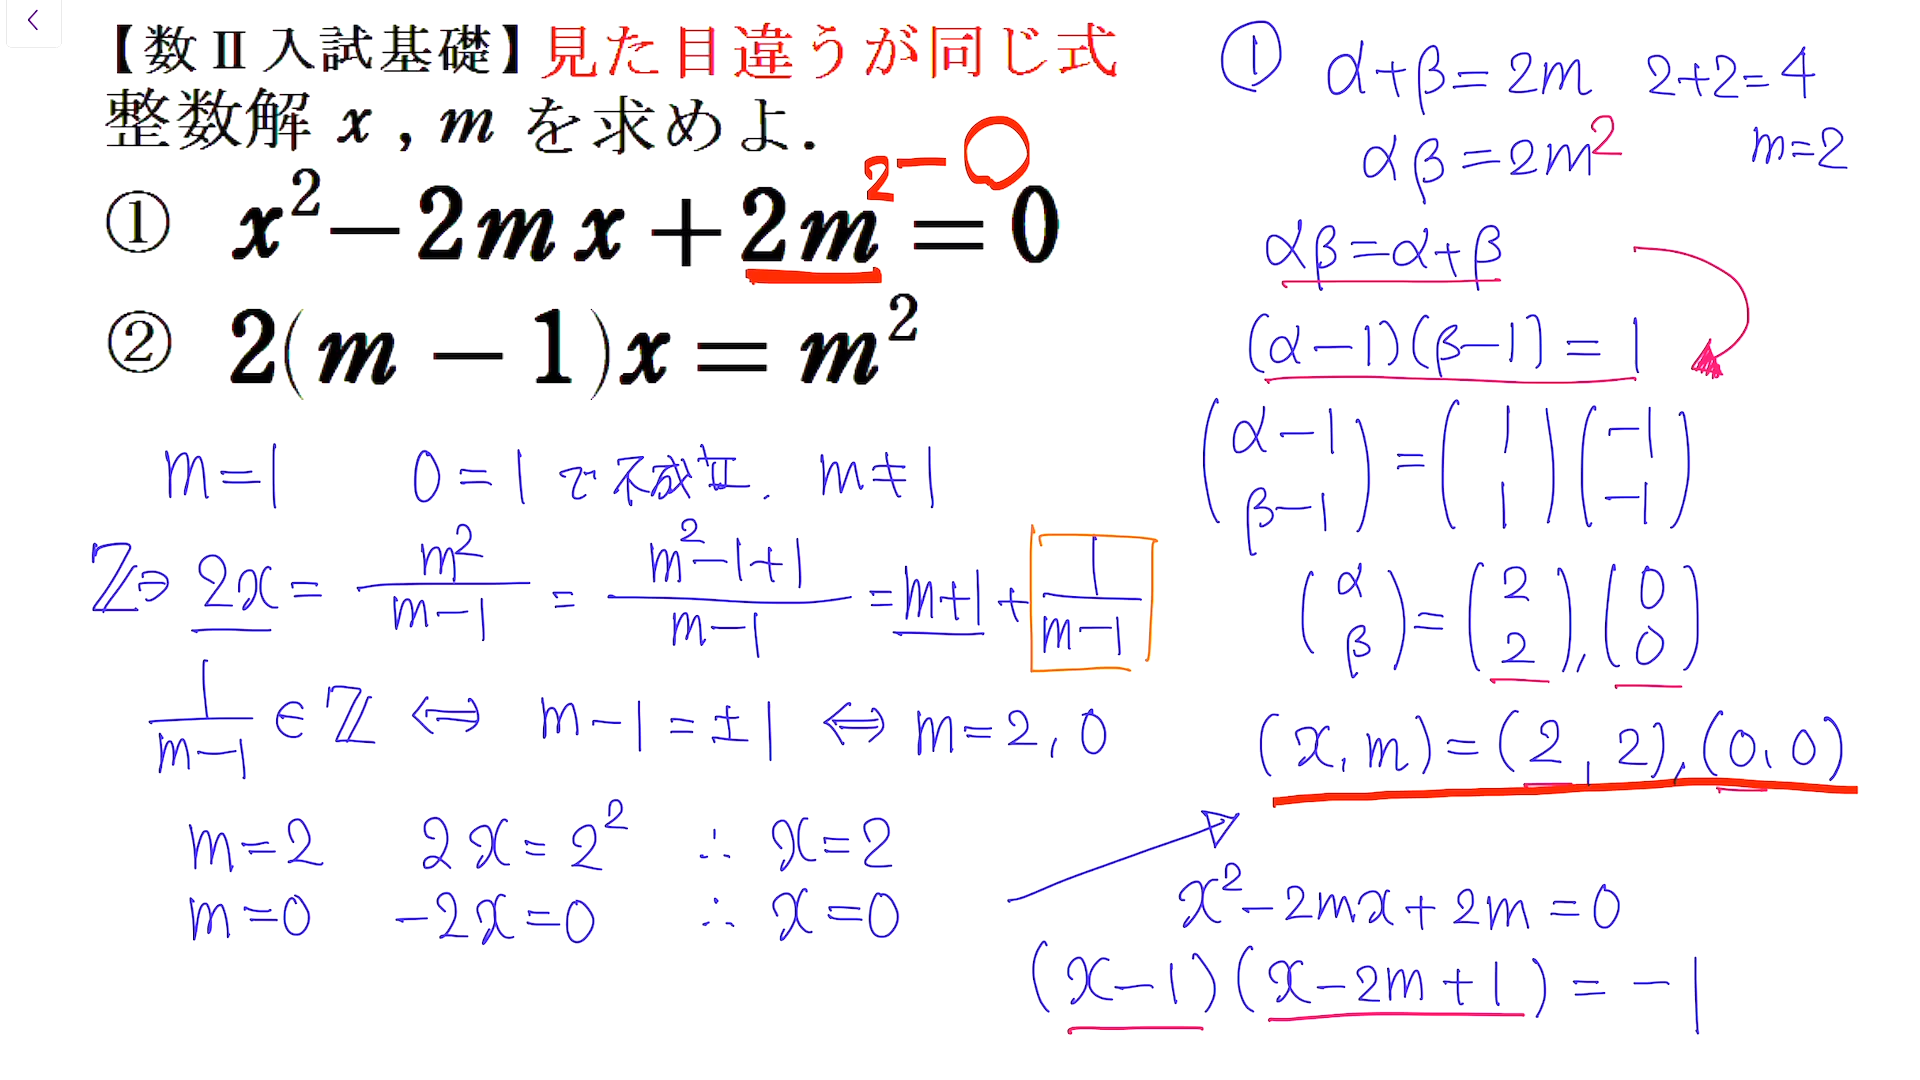 【数Ⅱ入試基礎】見た目違うが同じ式
整数解 x , m を求めよ.
① x²−2mx+2m=0
2−○
② 2(m−1)x=m²
m=1 0=1で不成立. m≠1
ℤ∋2x= m²/(m−1) = (m²−1+1)/(m−1) =m+1+ 1/(m−1)
1/(m−1) ∈ℤ ⇔ m−1=±1 ⇔ m=2,0
m=2 2x=2² ∴ x=2
m=0 −2x=0 ∴ x=0
① α+β=2m 2+2=4
αβ=2m² m=2
αβ=α+β
(α−1)(β−1)=1
(α−1 β−1)=(1 1)(−1 −1)
(α β)=(2 2),(0 0)
(x,m)=(2,2),(0,0)
x²−2mx+2m=0
(x−1)(x−2m+1)=−1